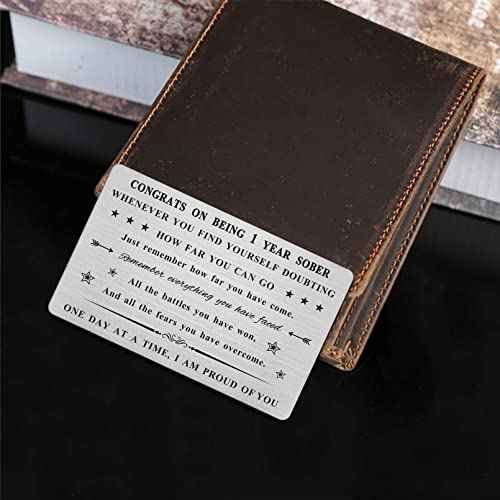 CONGRATS ON BEING 1 YEAR SOBER
WHENEVER YOU FIND YOURSELF DOUBTING
HOW FAR YOU CAN GO
Just remember how far you have come.
Remember everything you have faced
All the battles you have won,
And all the fears you have overcome.
ONE DAY AT A TIME, I AM PROUD OF YOU